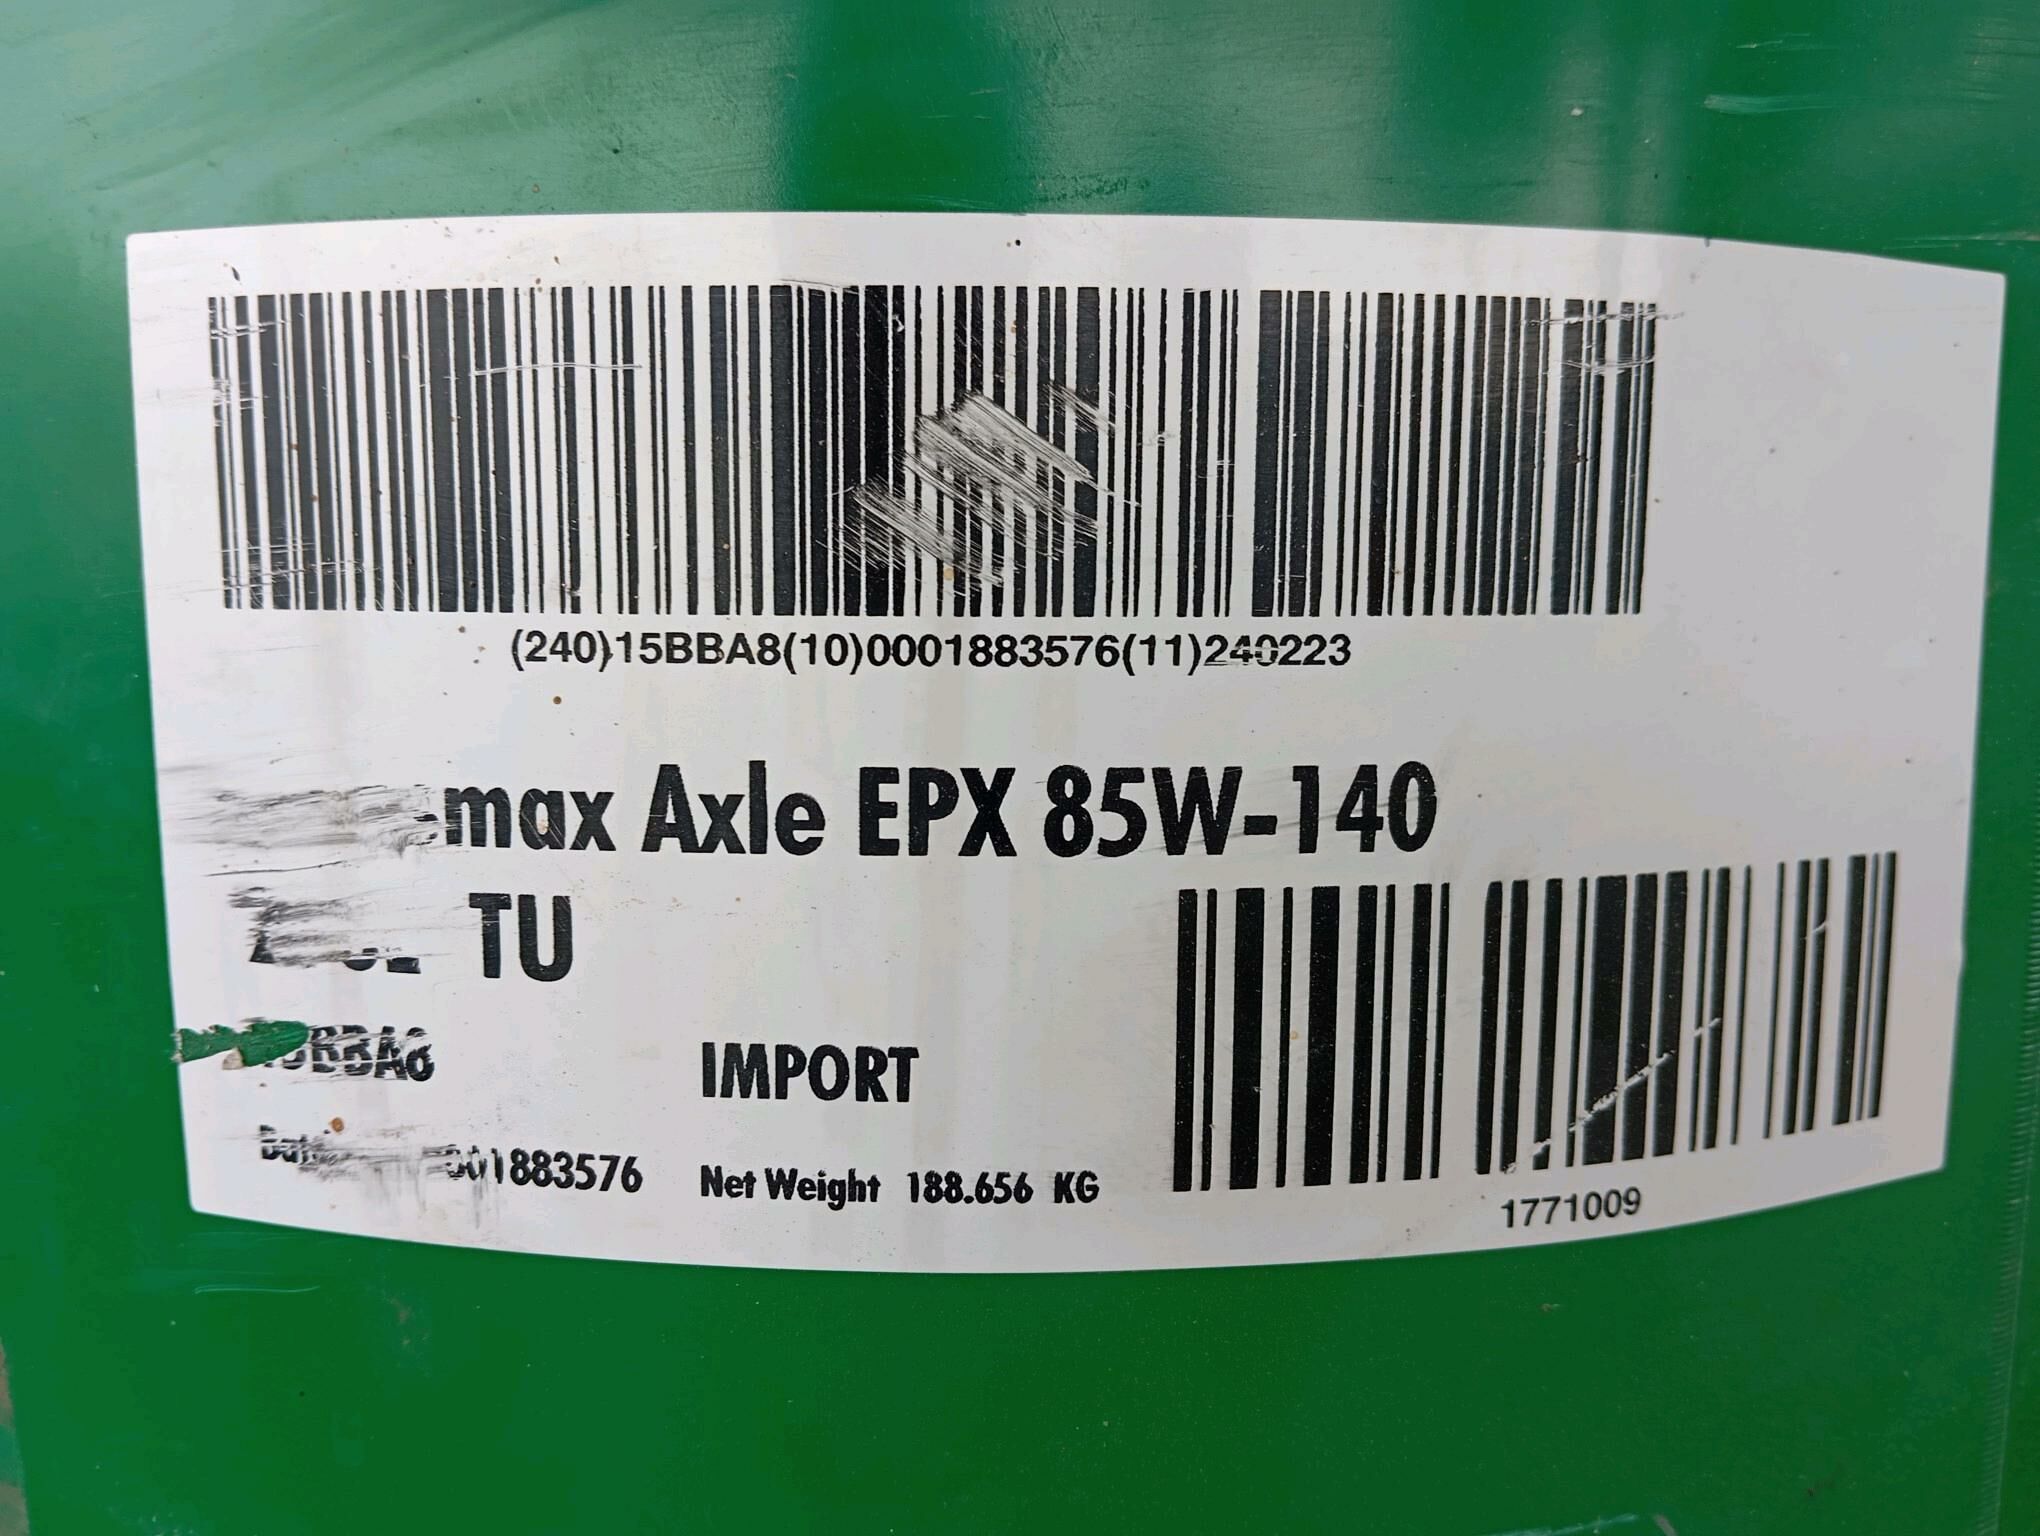 (240)15BBA8(10)0001883576(11)240223
max Axle EPX 85W-140
TU
IMPORT
1883576 Net Weight 188.656 KG
1771009